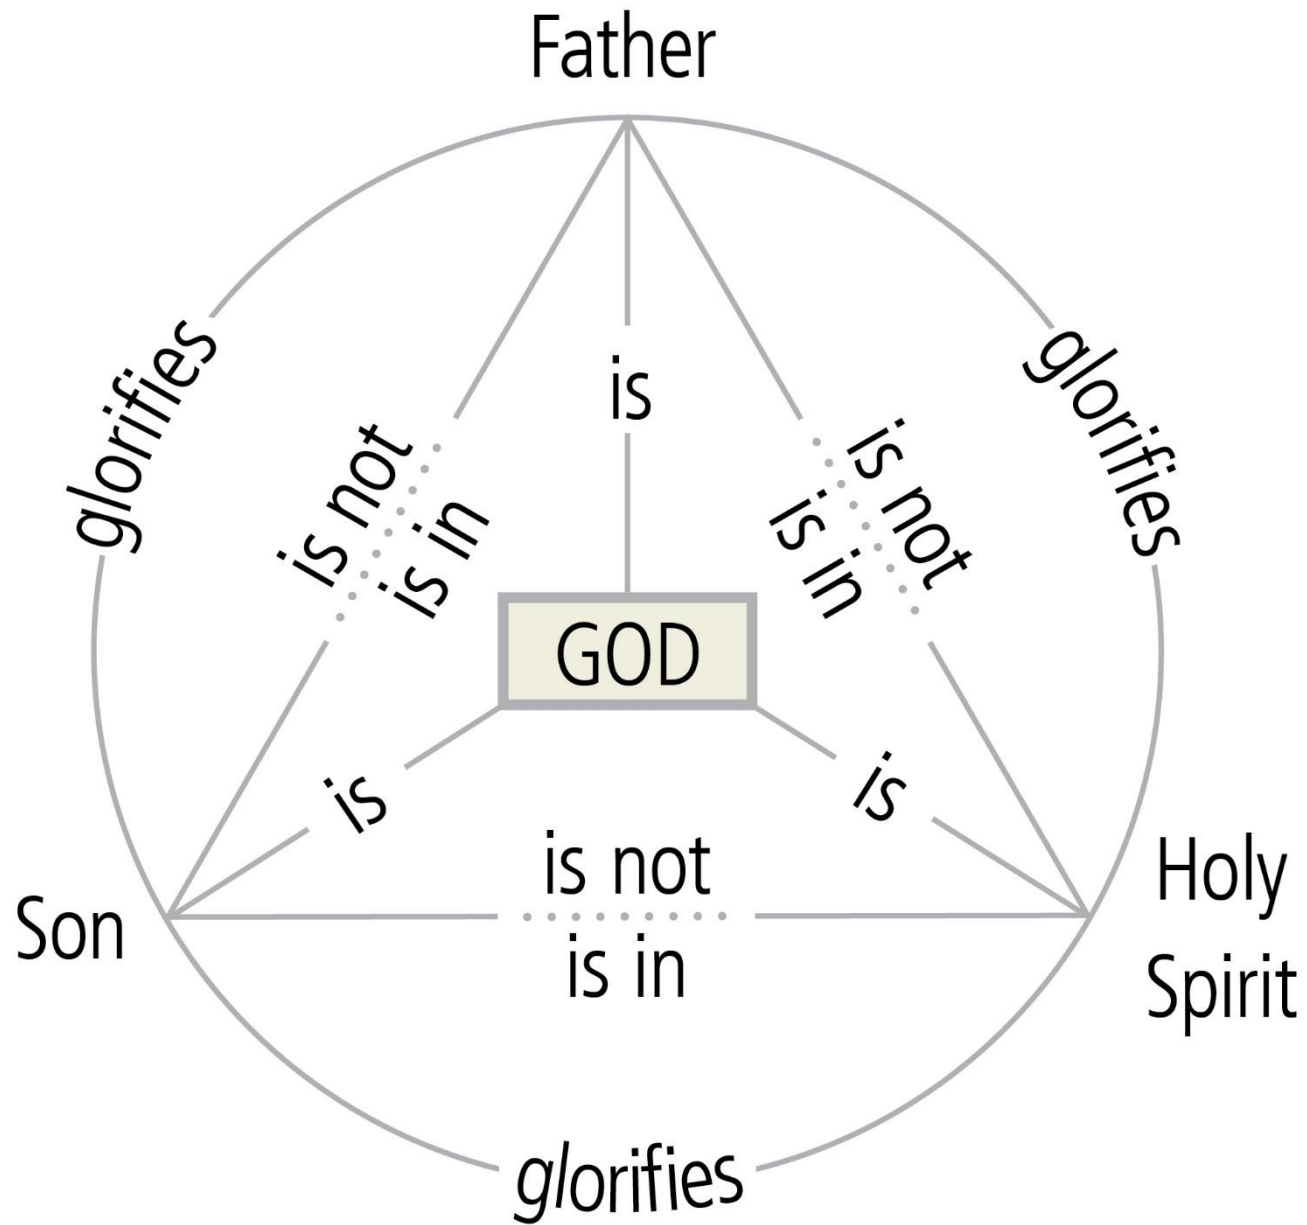 Father
glorifies
glorifies
is
is not
is in
is not
is in
GOD
is
is
is not
is in
Son
Holy
Spirit
glorifies